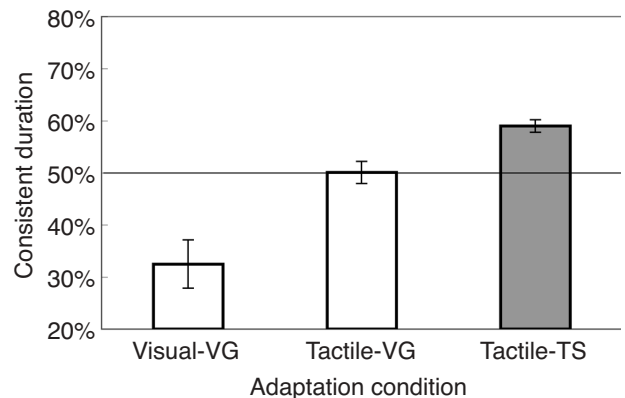 80%
70%
60%
50%
40%
30%
20%
Consistent duration
Visual-VG
Tactile-VG
Tactile-TS
Adaptation condition